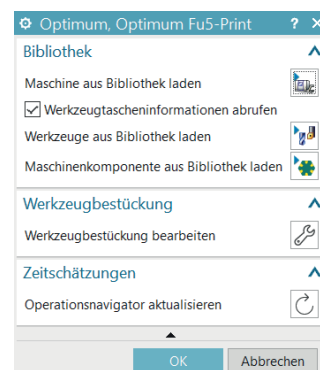 Optimum, Optimum Fu5-Print ? ×
Bibliothek
Maschine aus Bibliothek laden
Werkzeugtascheninformationen abrufen
Werkzeuge aus Bibliothek laden
Maschinenkomponente aus Bibliothek laden
Werkzeugbestückung
Werkzeugbestückung bearbeiten
Zeitschätzungen
Operationsnavigator aktualisieren
OK Abbrechen